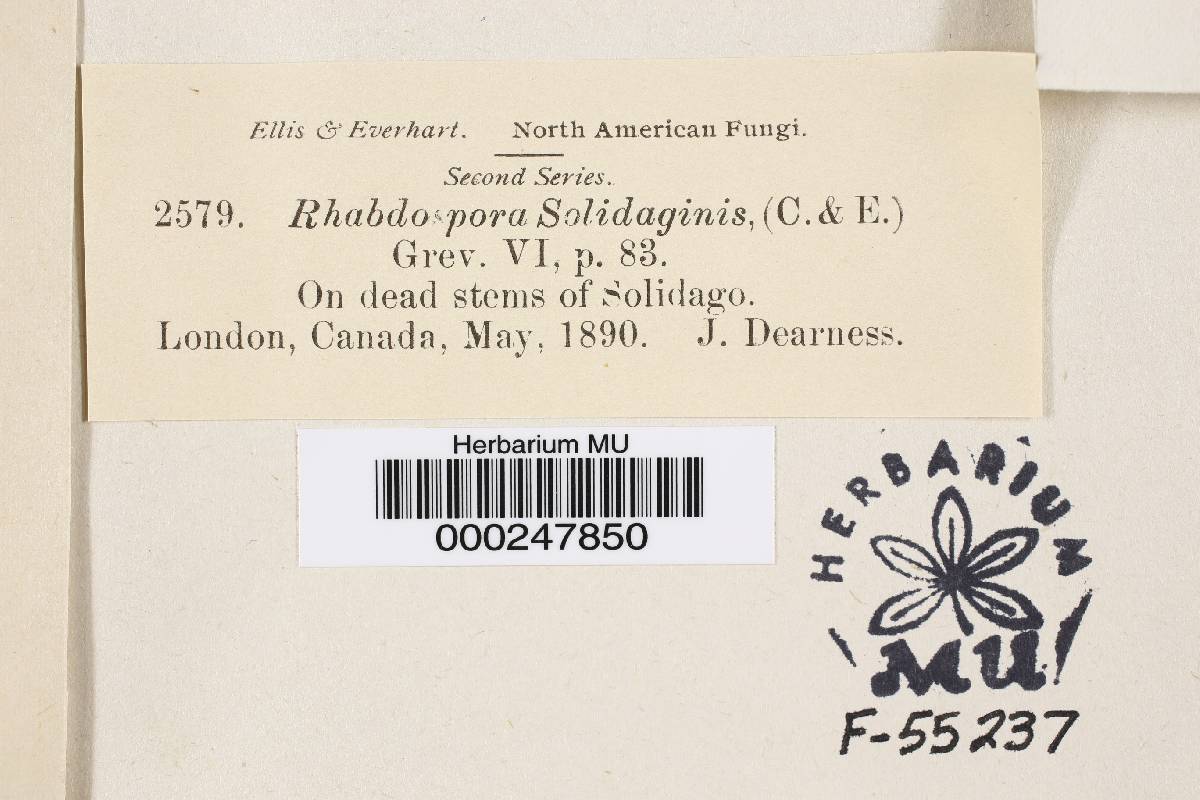 Ellis & Everhart. North American Fungi.
Second Series.
2579. Rhabdospora Solidaginis, (C. & E.)
Grev. VI, p. 83.
On dead stems of Solidago.
London, Canada, May, 1890. J. Dearness.
Herbarium MU
000247850
HERBARIUM
MU
F-55237